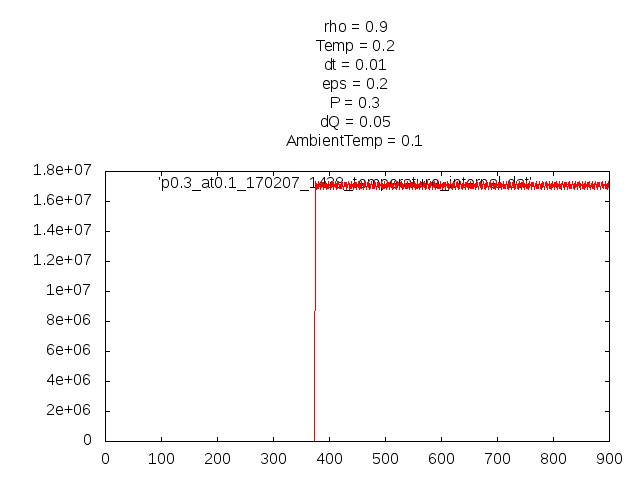 rho = 0.9
Temp = 0.2
dt = 0.01
eps = 0.2
P = 0.3
dQ = 0.05
AmbientTemp = 0.1
1.8e+07
'p0.3_at0.1_170207_1428_temperature_internal.dat'
1.6e+07
1.4e+07
1.2e+07
1e+07
8e+06
6e+06
4e+06
2e+06
0
0 100 200 300 400 500 600 700 800 900